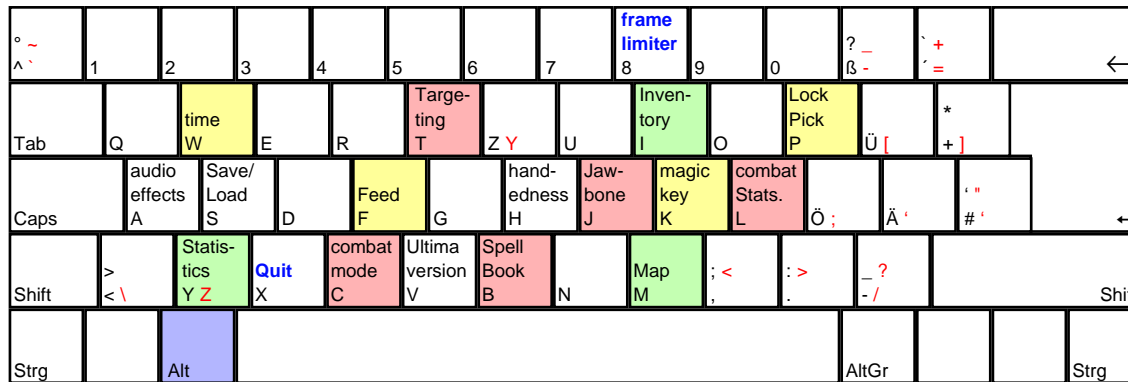 frame
° ~ limiter ? _ ` +
^ ` 1 2 3 4 5 6 7 8 9 0 ß - ´ = ←
Targe- Inven- Lock
time ting tory Pick *
Tab Q W E R T Z Y U I O P Ü [ + ]
audio Save/ hand- Jaw- magic combat
effects Load Feed edness bone key Stats. ‘ "
Caps A S D F G H J K L Ö ; Ä ‘ # ‘ ←
Statis- combat Ultima Spell
> tics Quit mode version Book Map ; < : > _ ?
Shift < \ Y Z X C V B N M , . - / Shif
Strg Alt AltGr Strg